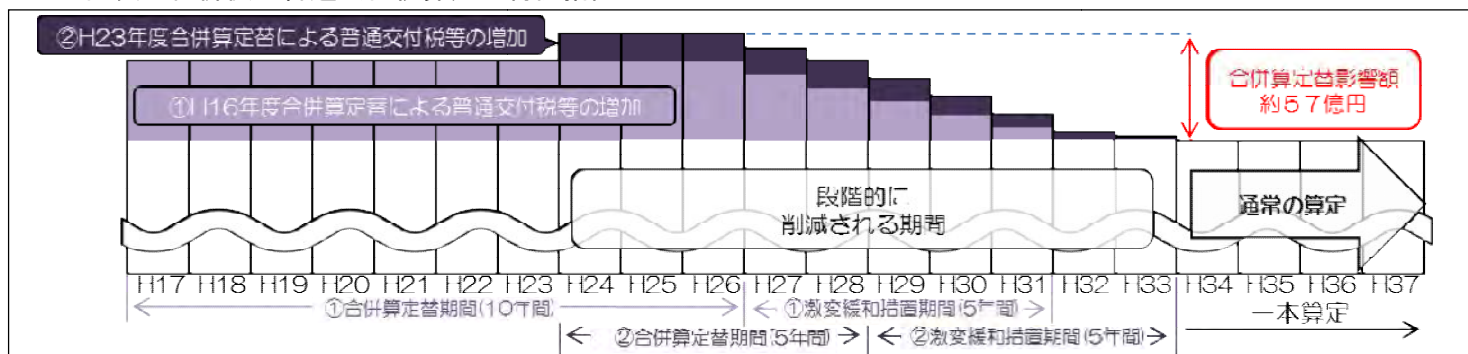 ②H23年度合併算定替による普通交付税等の増加
①H16年度合併算定替による普通交付税等の増加
合併算定替影響額
約57億円
段階的に
削減される期間
通常の算定
H17 H18 H19 H20 H21 H22 H23 H24 H25 H26 H27 H28 H29 H30 H31 H32 H33 H34 H35 H36 H37
①合併算定替期間(10年間)
①激変緩和措置期間(5年間)
一本算定
②合併算定替期間(5年間)
②激変緩和措置期間(5年間)